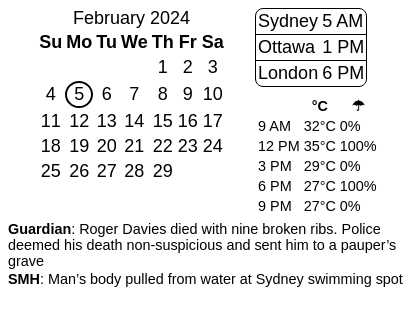 February 2024
Su Mo Tu We Th Fr Sa
1 2 3
4 5 6 7 8 9 10
11 12 13 14 15 16 17
18 19 20 21 22 23 24
25 26 27 28 29
Sydney 5 AM
Ottawa 1 PM
London 6 PM
°C ☂
9 AM 32°C 0%
12 PM 35°C 100%
3 PM 29°C 0%
6 PM 27°C 100%
9 PM 27°C 0%
Guardian: Roger Davies died with nine broken ribs. Police
deemed his death non-suspicious and sent him to a pauper’s
grave
SMH: Man’s body pulled from water at Sydney swimming spot